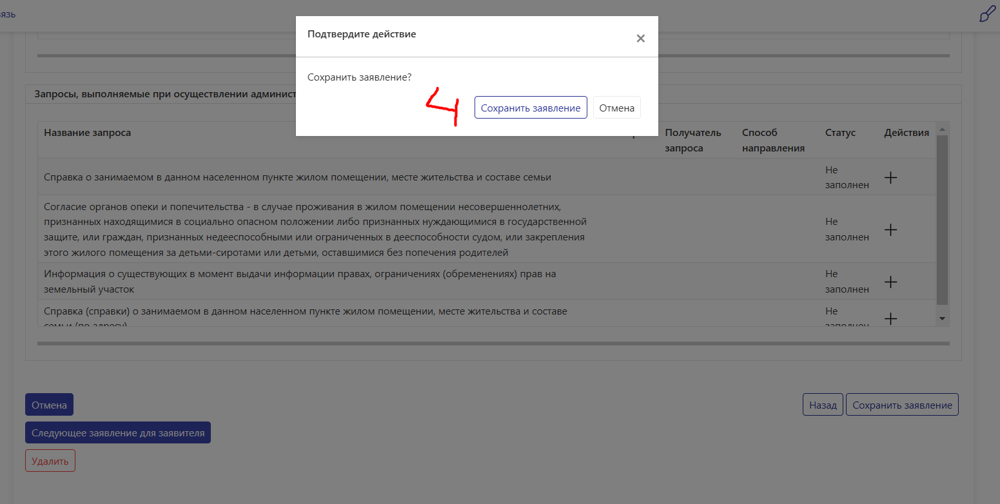 язь
Подтвердите действие
×
Сохранить заявление?
4
Сохранить заявление
Отмена
Запросы, выполняемые при осуществлении админист
Название запроса
Получатель запроса
Способ направления
Статус
Действия
Справка о занимаемом в данном населенном пункте жилом помещении, месте жительства и составе семьи
Не заполнен
Согласие органов опеки и попечительства - в случае проживания в жилом помещении несовершеннолетних,
признанных находящимися в социально опасном положении либо признанных нуждающимися в государственной
защите, или граждан, признанных недееспособными или ограниченных в дееспособности судом, или закрепления
этого жилого помещения за детьми-сиротами или детьми, оставшимися без попечения родителей
Не заполнен
Информация о существующих в момент выдачи информации правах, ограничениях (обременениях) прав на
земельный участок
Не заполнен
Справка (справки) о занимаемом в данном населенном пункте жилом помещении, месте жительства и составе
семьи (по адресу)
Не заполнен
Отмена
Назад
Сохранить заявление
Следующее заявление для заявителя
Удалить